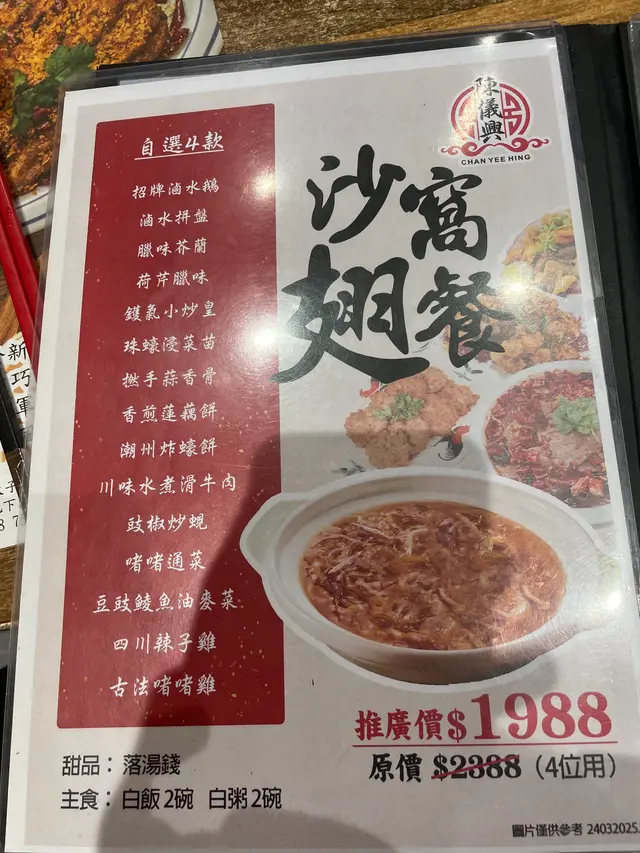 陳儀興
CHAN YEE HING
沙窩
翅餐
自選4款
招牌滷水鵝
滷水拼盤
臘味芥蘭
荷芹臘味
鑊氣小炒皇
珠蠔浸菜苗
撚手蒜香骨
香煎蓮藕餅
潮州炸蠔餅
川味水煮滑牛肉
豉椒炒蜆
啫啫通菜
豆豉鯪魚油麥菜
四川辣子雞
古法啫啫雞
推廣價$1988
原價 $2388 (4位用)
甜品：落湯錢
主食：白飯2碗 白粥2碗
圖片僅供參考 24032025
新
巧